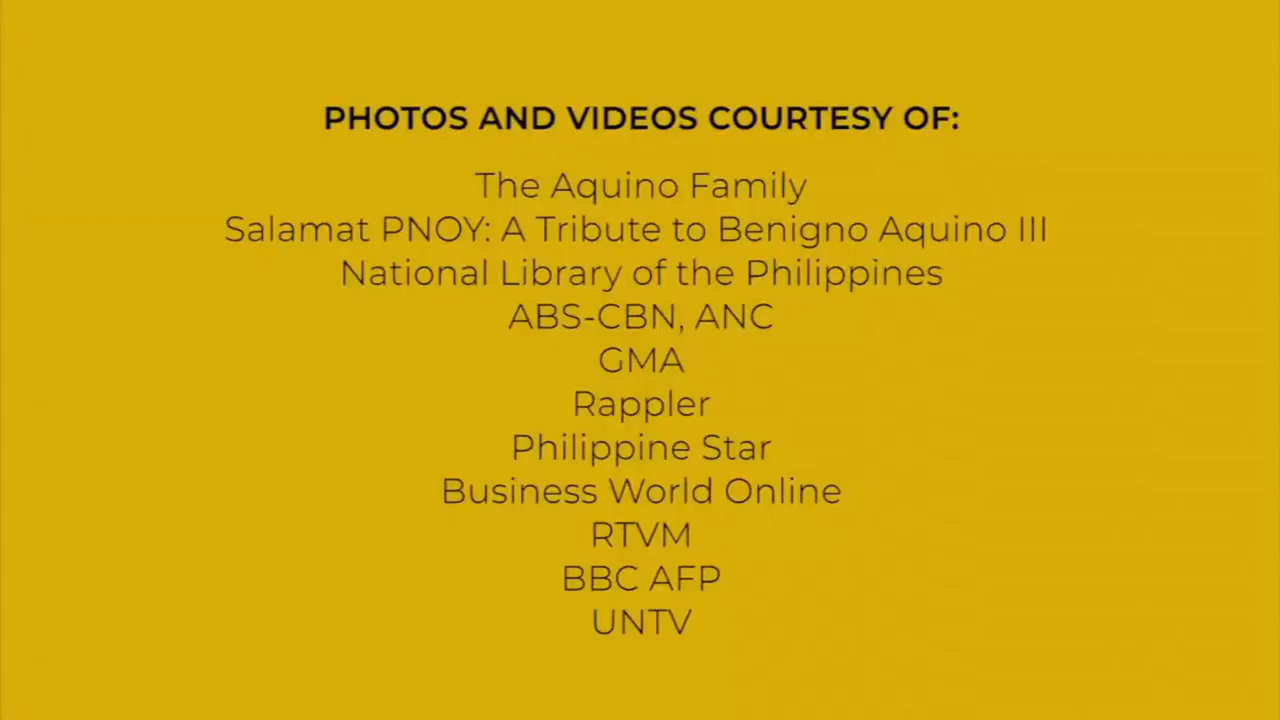 PHOTOS AND VIDEOS COURTESY OF:
The Aquino Family
Salamat PNOY: A Tribute to Benigno Aquino III
National Library of the Philippines
ABS-CBN, ANC
GMA
Rappler
Philippine Star
Business World Online
RTVM
BBC AFP
UNTV